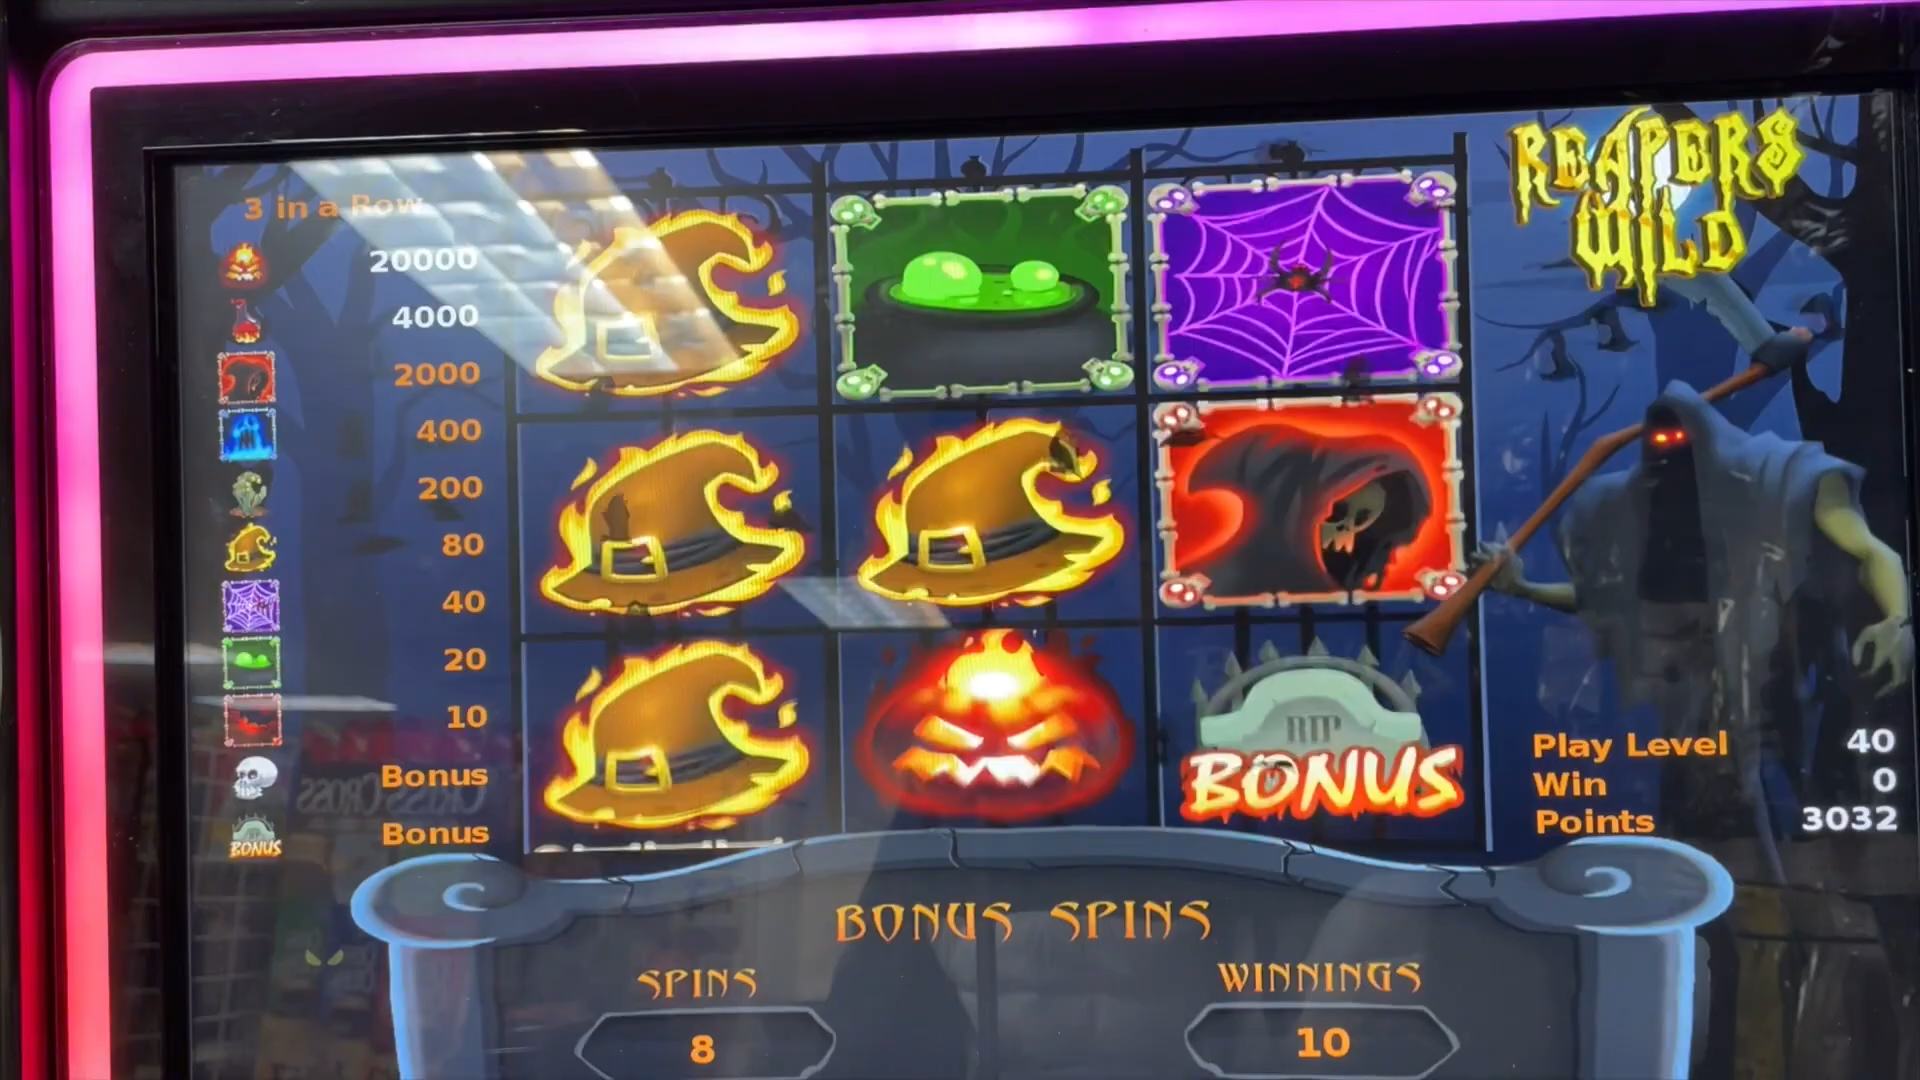 REAPERS
WILD
3 in a Row
20000
4000
2000
400
200
80
40
20
10
Bonus
Bonus
BONUS
RIP
BONUS
Play Level 40
Win 0
Points 3032
BONUS SPINS
SPINS
WINNINGS
8
10